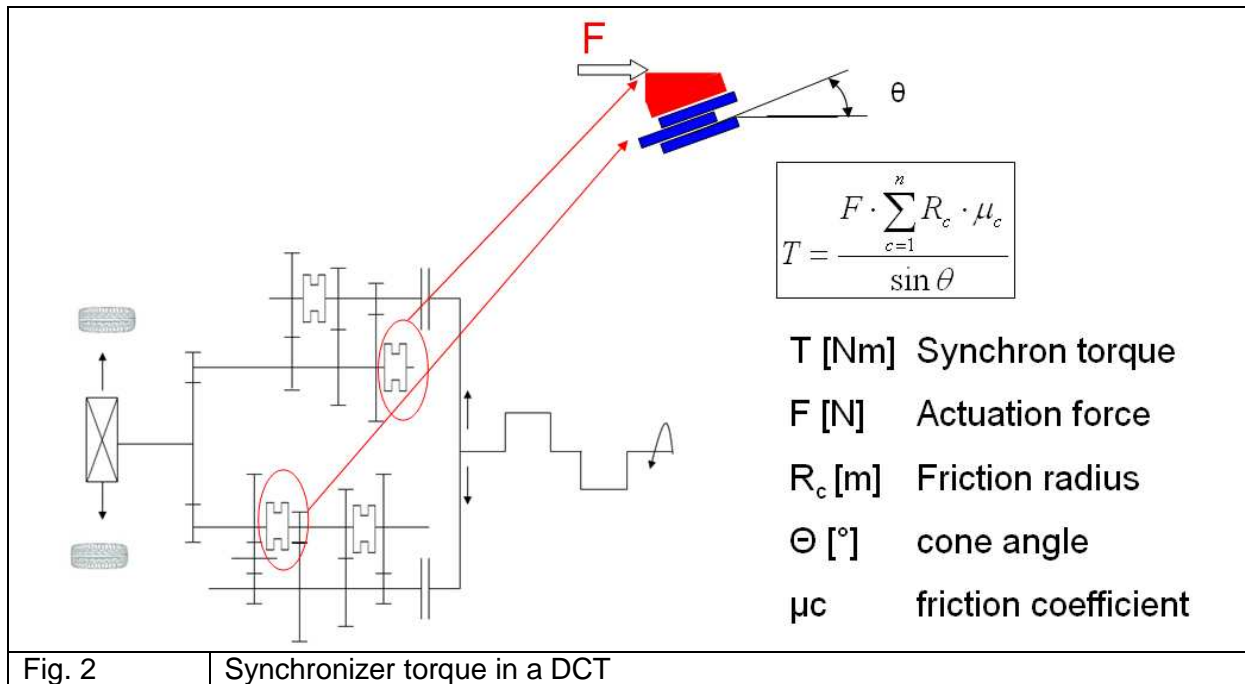 F
θ
T = F · ∑ⁿ_{c=1} R_c · μ_c / sin θ
T [Nm] Synchron torque
F [N] Actuation force
R_c [m] Friction radius
Θ [°] cone angle
μc friction coefficient
Fig. 2 Synchronizer torque in a DCT